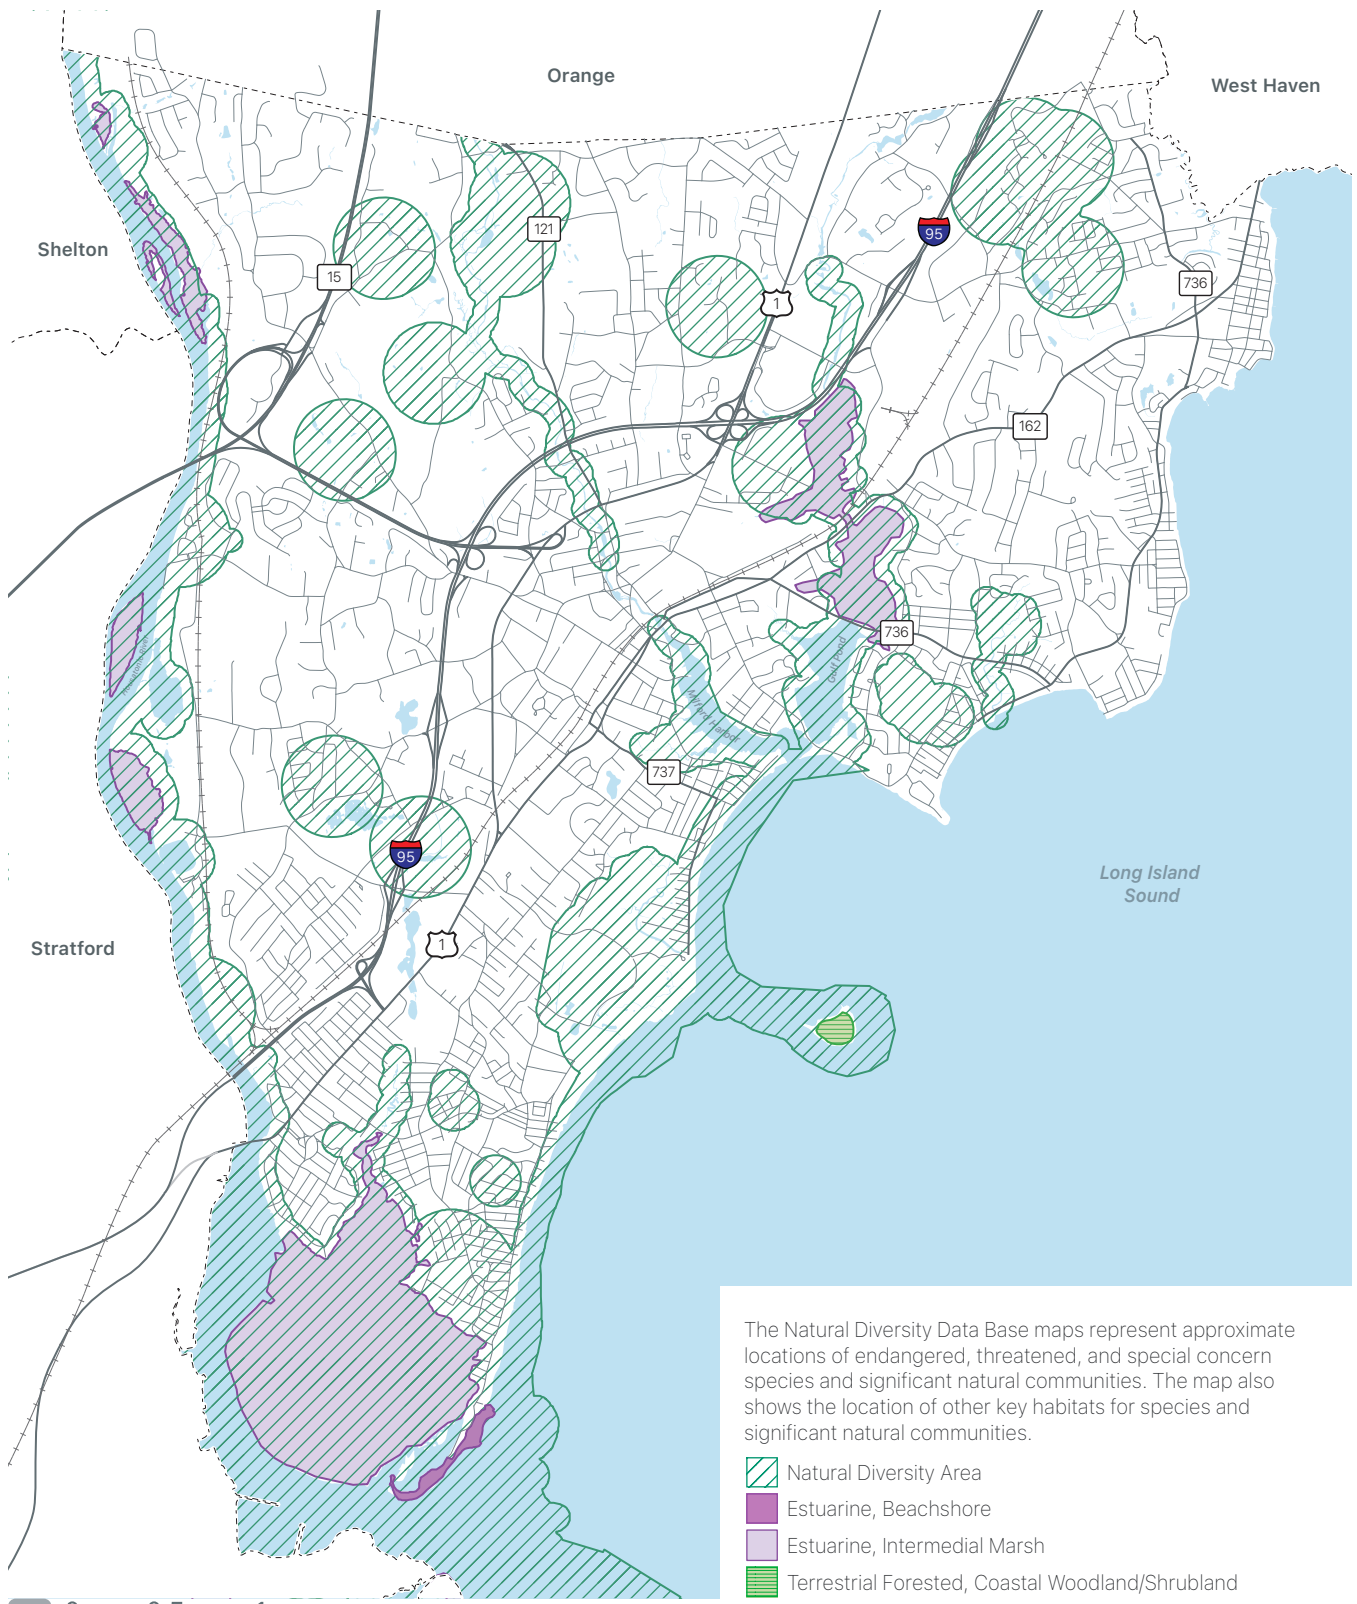 Orange
West Haven
Shelton
121
95
15
1
736
162
736
Gulf Pond
Milford Harbor
737
95
Long Island
Sound
Stratford
1
The Natural Diversity Data Base maps represent approximate
locations of endangered, threatened, and special concern
species and significant natural communities. The map also
shows the location of other key habitats for species and
significant natural communities.
Natural Diversity Area
Estuarine, Beachshore
Estuarine, Intermedial Marsh
Terrestrial Forested, Coastal Woodland/Shrubland